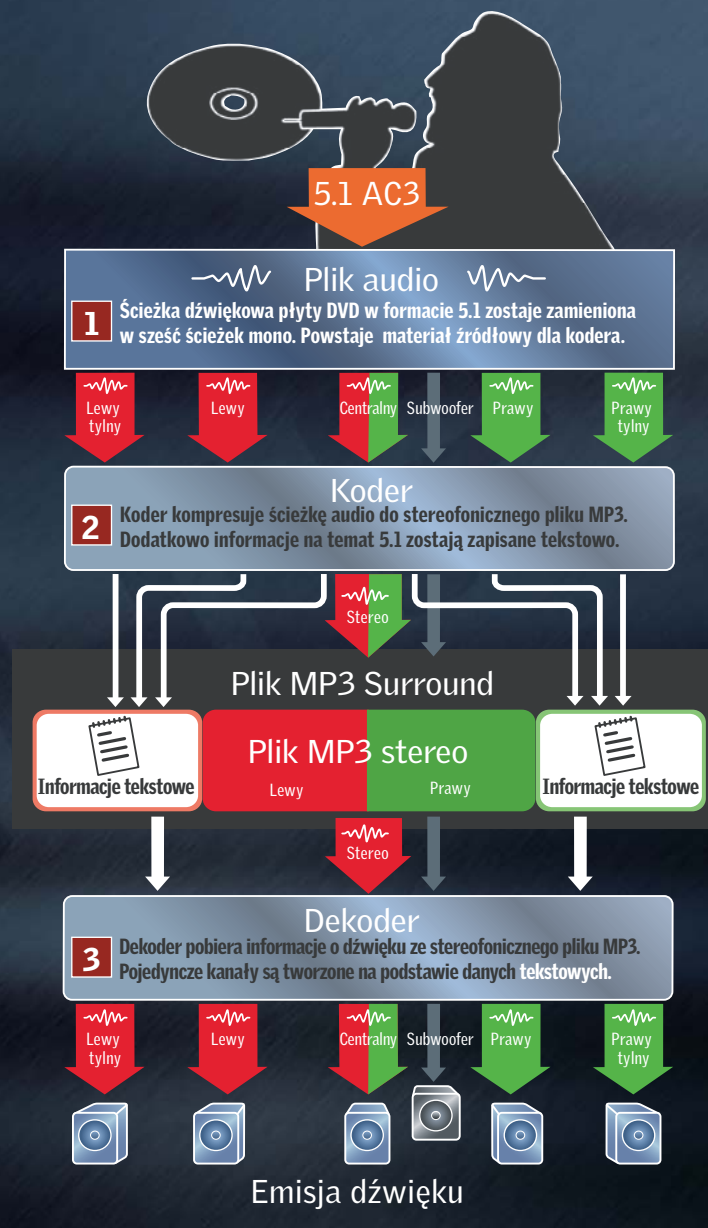 5.1 AC3
Plik audio
1
Ścieżka dźwiękowa płyty DVD w formacie 5.1 zostaje zamieniona
w sześć ścieżek mono. Powstaje materiał źródłowy dla kodera.
Lewy tylny
Lewy
Centralny
Subwoofer
Prawy
Prawy tylny
Koder
2
Koder kompresuje ścieżkę audio do stereofonicznego pliku MP3.
Dodatkowo informacje na temat 5.1 zostają zapisane tekstowo.
Stereo
Plik MP3 Surround
Informacje tekstowe
Plik MP3 stereo
Lewy
Prawy
Informacje tekstowe
Stereo
Dekoder
3
Dekoder pobiera informacje o dźwięku ze stereofonicznego pliku MP3.
Pojedyncze kanały są tworzone na podstawie danych tekstowych.
Lewy tylny
Lewy
Centralny
Subwoofer
Prawy
Prawy tylny
Emisja dźwięku